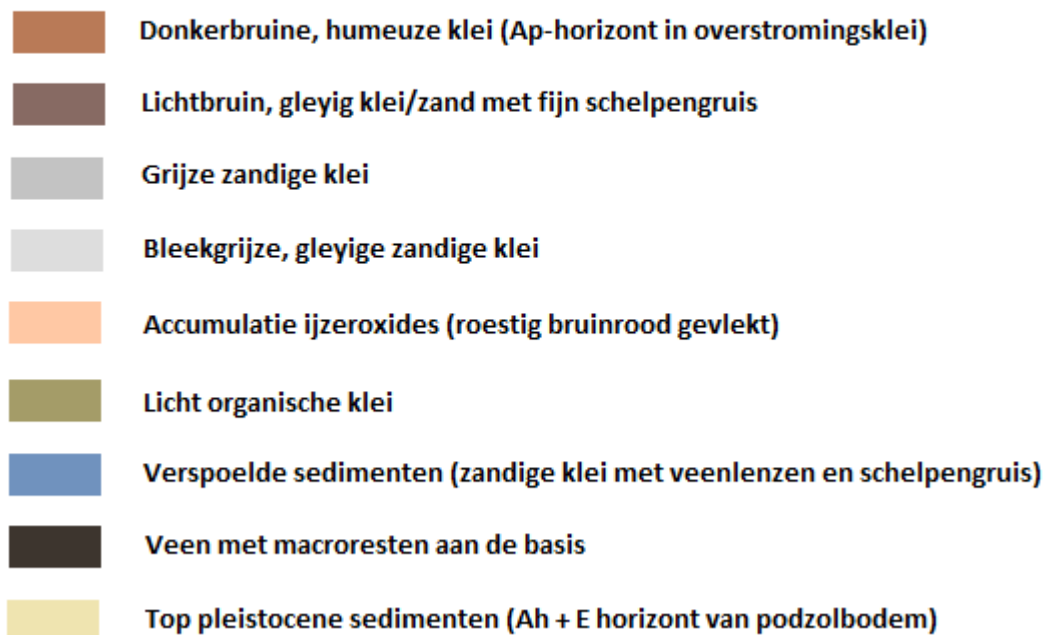 Donkerbruine, humeuze klei (Ap-horizont in overstromingsklei)
Lichtbruin, gleyig klei/zand met fijn schelpengruis
Grijze zandige klei
Bleekgrijze, gleyige zandige klei
Accumulatie ijzeroxides (roestig bruinrood gevlekt)
Licht organische klei
Verspoelde sedimenten (zandige klei met veenlenzen en schelpengruis)
Veen met macroresten aan de basis
Top pleistocene sedimenten (Ah + E horizont van podzolbodem)